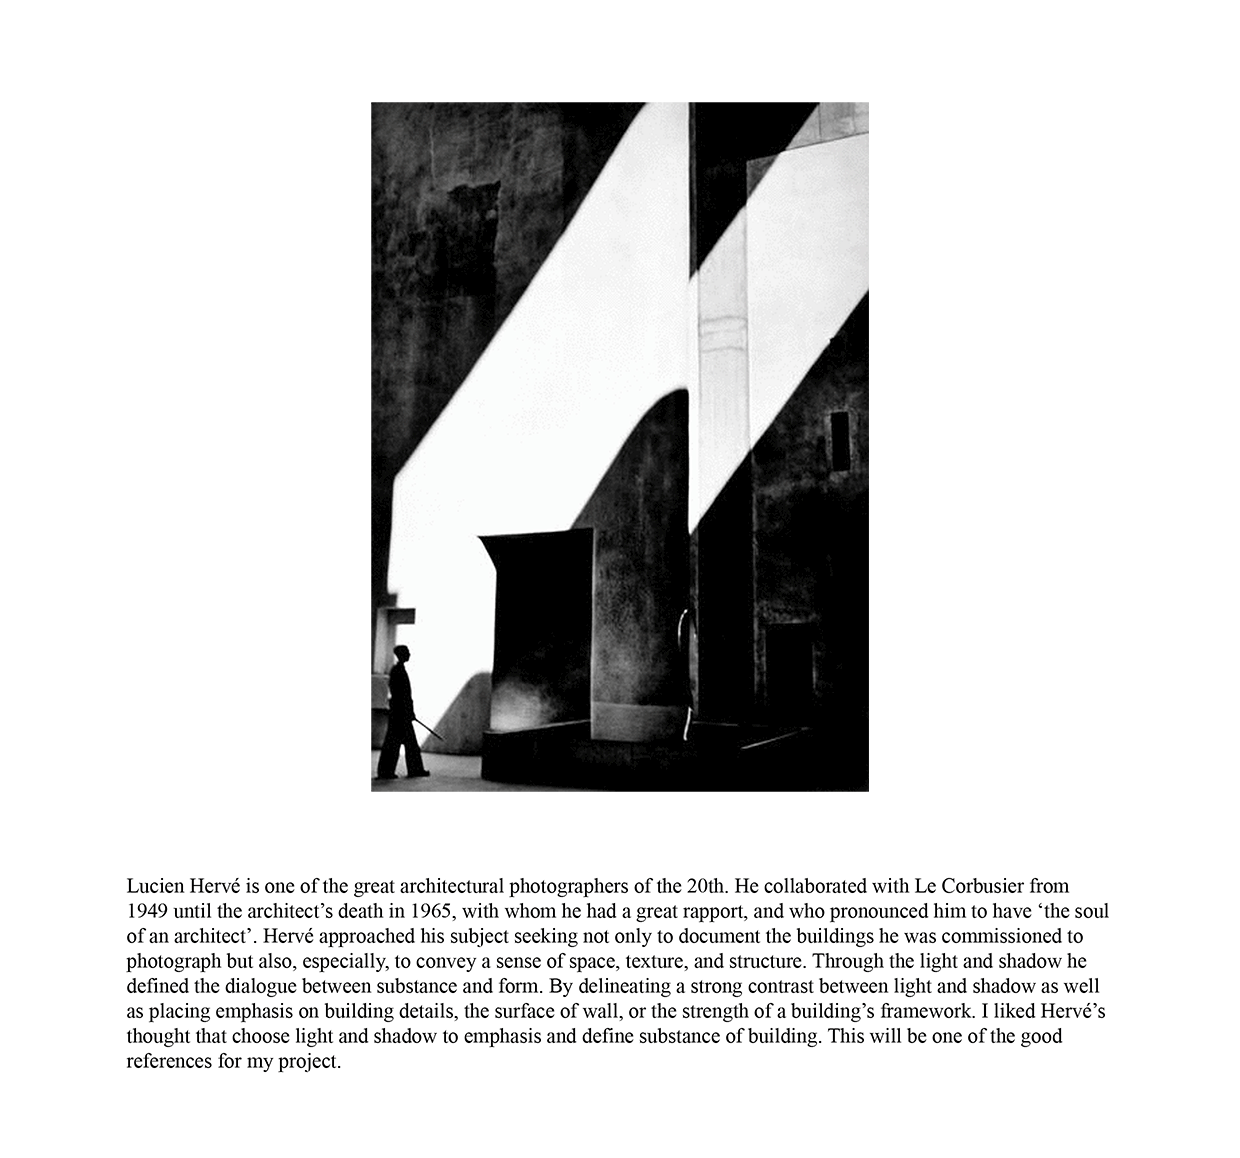 Lucien Hervé is one of the great architectural photographers of the 20th. He collaborated with Le Corbusier from
1949 until the architect’s death in 1965, with whom he had a great rapport, and who pronounced him to have ‘the soul
of an architect’. Hervé approached his subject seeking not only to document the buildings he was commissioned to
photograph but also, especially, to convey a sense of space, texture, and structure. Through the light and shadow he
defined the dialogue between substance and form. By delineating a strong contrast between light and shadow as well
as placing emphasis on building details, the surface of wall, or the strength of a building’s framework. I liked Hervé’s
thought that choose light and shadow to emphasis and define substance of building. This will be one of the good
references for my project.